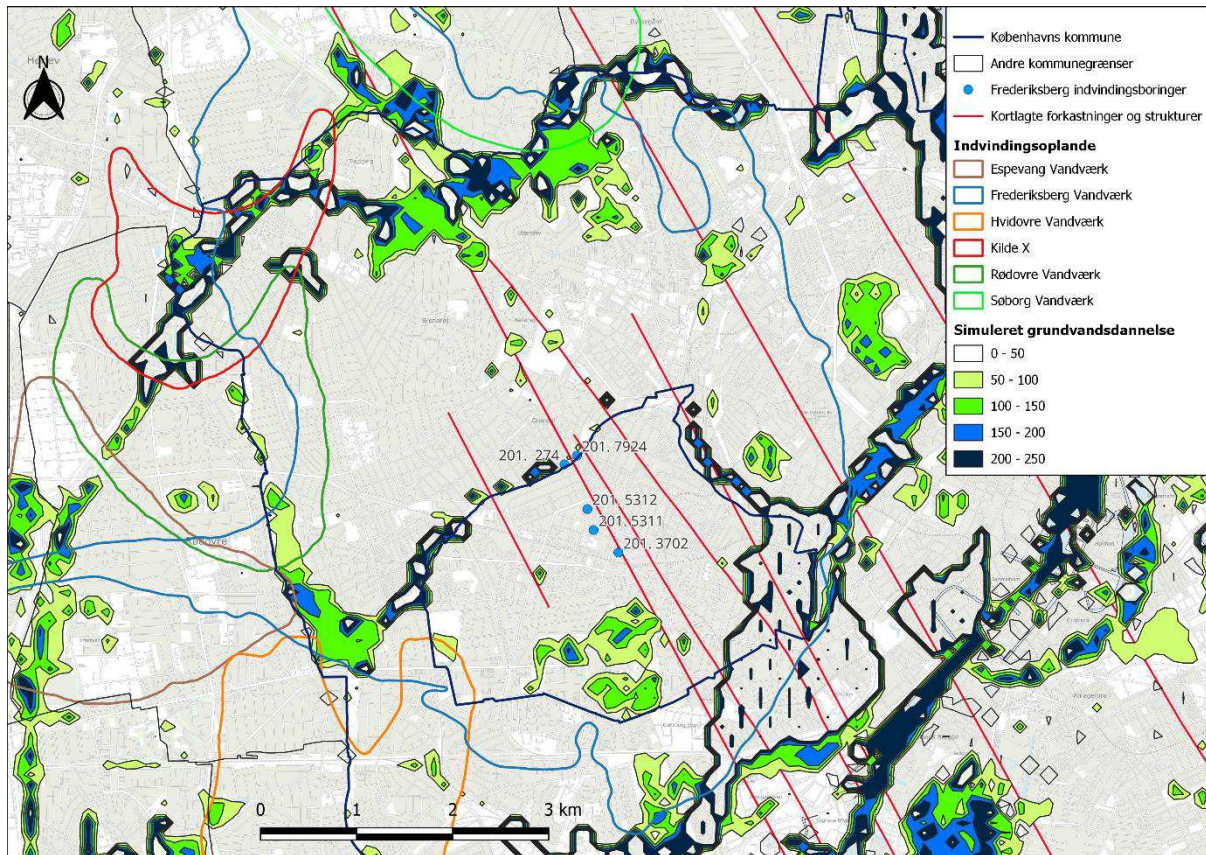 N
Københavns kommune
Andre kommunegrænser
Frederiksberg indvindingsboringer
Kortlagte forkastninger og strukturer
Indvindingsoplande
Espevang Vandværk
Frederiksberg Vandværk
Hvidovre Vandværk
Kilde X
Rødovre Vandværk
Søborg Vandværk
Simuleret grundvandsdannelse
0 - 50
50 - 100
100 - 150
150 - 200
200 - 250
Utterslev
201. 7924
201. 274
201. 5312
201. 5311
201. 3702
0 1 2 3 km